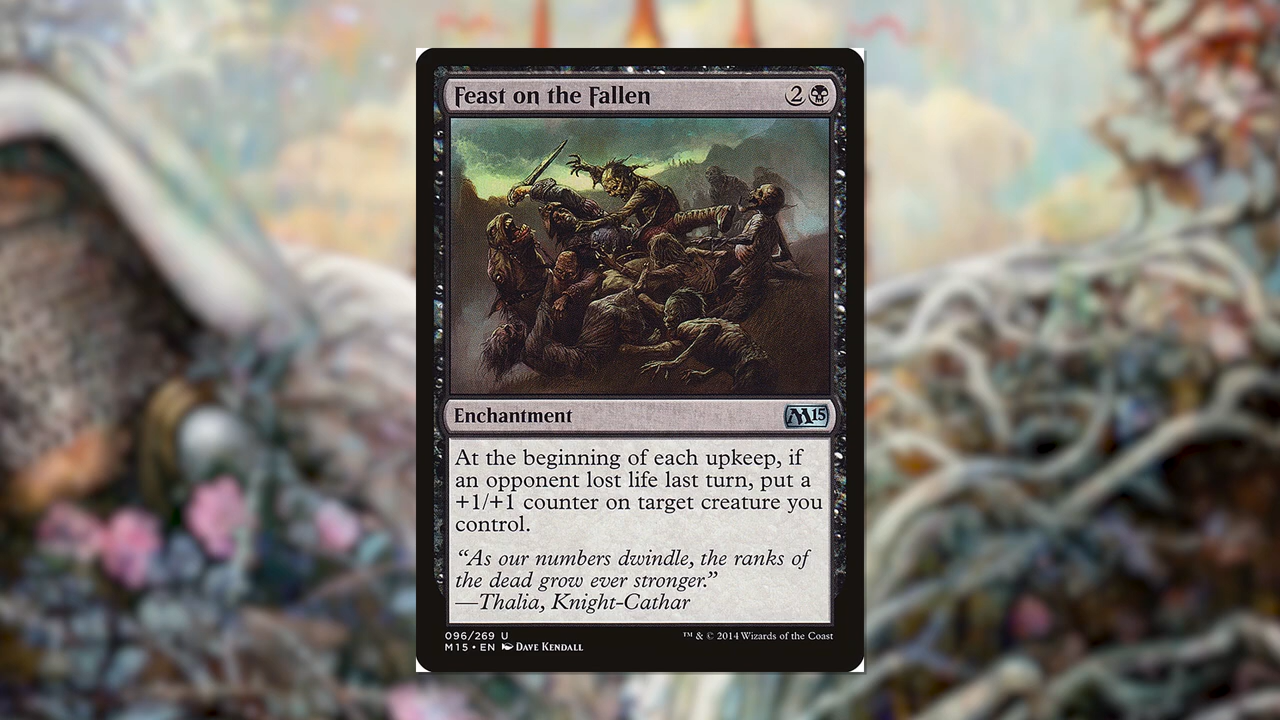 Feast on the Fallen 2
Enchantment M15
At the beginning of each upkeep, if
an opponent lost life last turn, put a
+1/+1 counter on target creature you
control.
“As our numbers dwindle, the ranks of
the dead grow ever stronger.”
—Thalia, Knight-Cathar
096/269 U ™ & © 2014 Wizards of the Coast
M15 • EN Dave Kendall